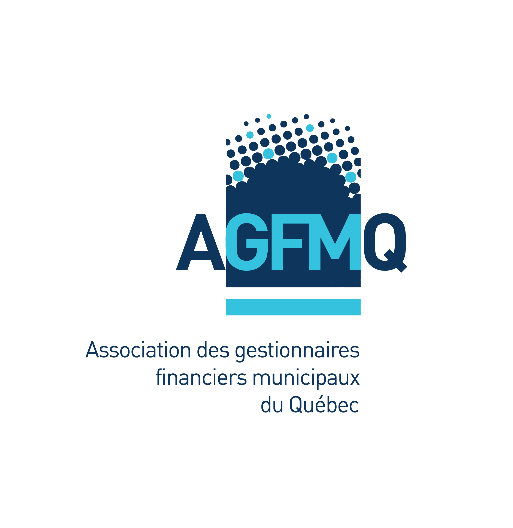 AGFMQ
Association des gestionnaires
financiers municipaux
du Québec